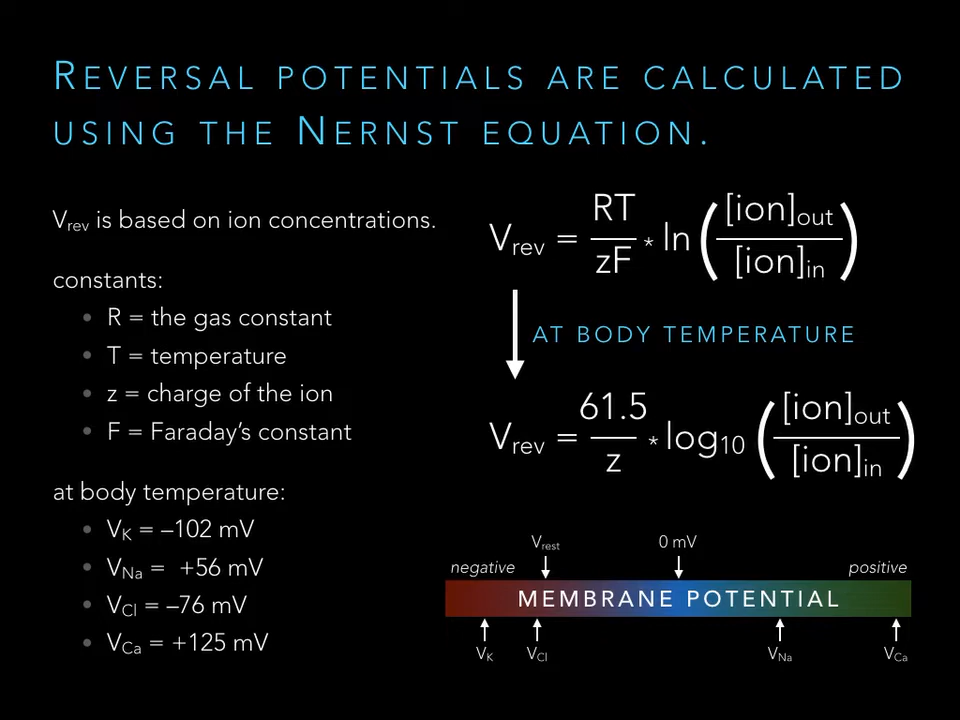 REVERSAL POTENTIALS ARE CALCULATED
USING THE NERNST EQUATION.
Vrev is based on ion concentrations.
constants:
• R = the gas constant
• T = temperature
• z = charge of the ion
• F = Faraday's constant
at body temperature:
• VK = –102 mV
• VNa = +56 mV
• VCl = –76 mV
• VCa = +125 mV
Vrev = RT/zF * ln([ion]out/[ion]in)
AT BODY TEMPERATURE
Vrev = 61.5/z * log10([ion]out/[ion]in)
Vrest 0 mV
negative positive
MEMBRANE POTENTIAL
VK VCl VNa VCa